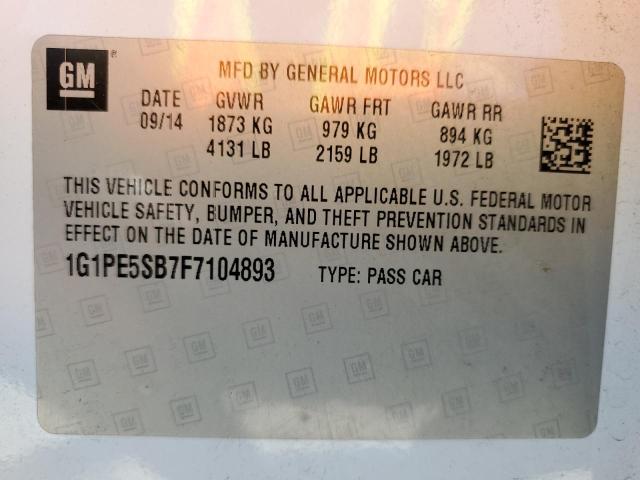 GM
®
MFD BY GENERAL MOTORS LLC
DATE GVWR GAWR FRT GAWR RR
09/14 1873 KG 979 KG 894 KG
4131 LB 2159 LB 1972 LB
THIS VEHICLE CONFORMS TO ALL APPLICABLE U.S. FEDERAL MOTOR
VEHICLE SAFETY, BUMPER, AND THEFT PREVENTION STANDARDS IN
EFFECT ON THE DATE OF MANUFACTURE SHOWN ABOVE.
1G1PE5SB7F7104893 TYPE: PASS CAR